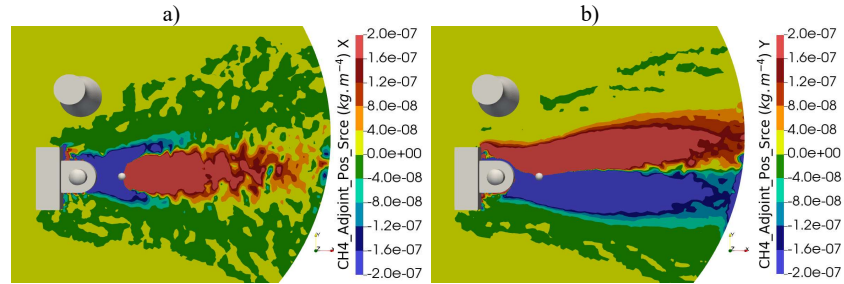 a)
b)
2.0e-07
1.6e-07
1.2e-07
8.0e-08
4.0e-08
0.0e+00
-4.0e-08
-8.0e-08
-1.2e-07
-1.6e-07
-2.0e-07
CH4_Adjoint_Pos_Srce (kg.m⁻⁴) X
2.0e-07
1.6e-07
1.2e-07
8.0e-08
4.0e-08
0.0e+00
-4.0e-08
-8.0e-08
-1.2e-07
-1.6e-07
-2.0e-07
CH4_Adjoint_Pos_Srce (kg.m⁻⁴) Y